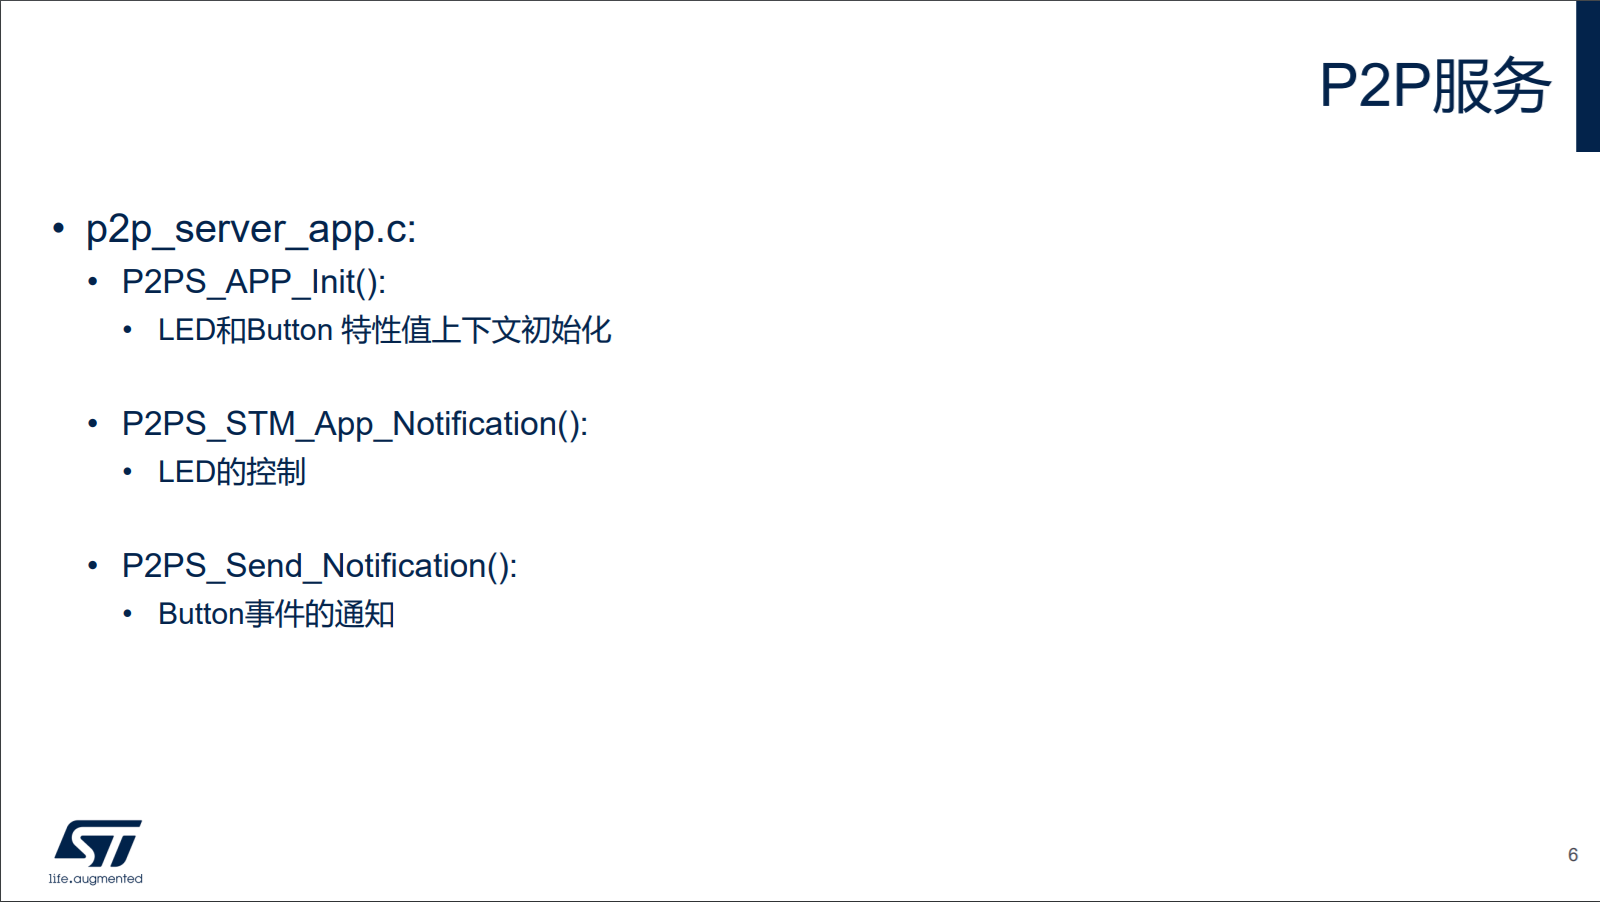 P2P服务
• p2p_server_app.c:
• P2PS_APP_Init():
• LED和Button 特性值上下文初始化
• P2PS_STM_App_Notification():
• LED的控制
• P2PS_Send_Notification():
• Button事件的通知
ST
life.augmented
6